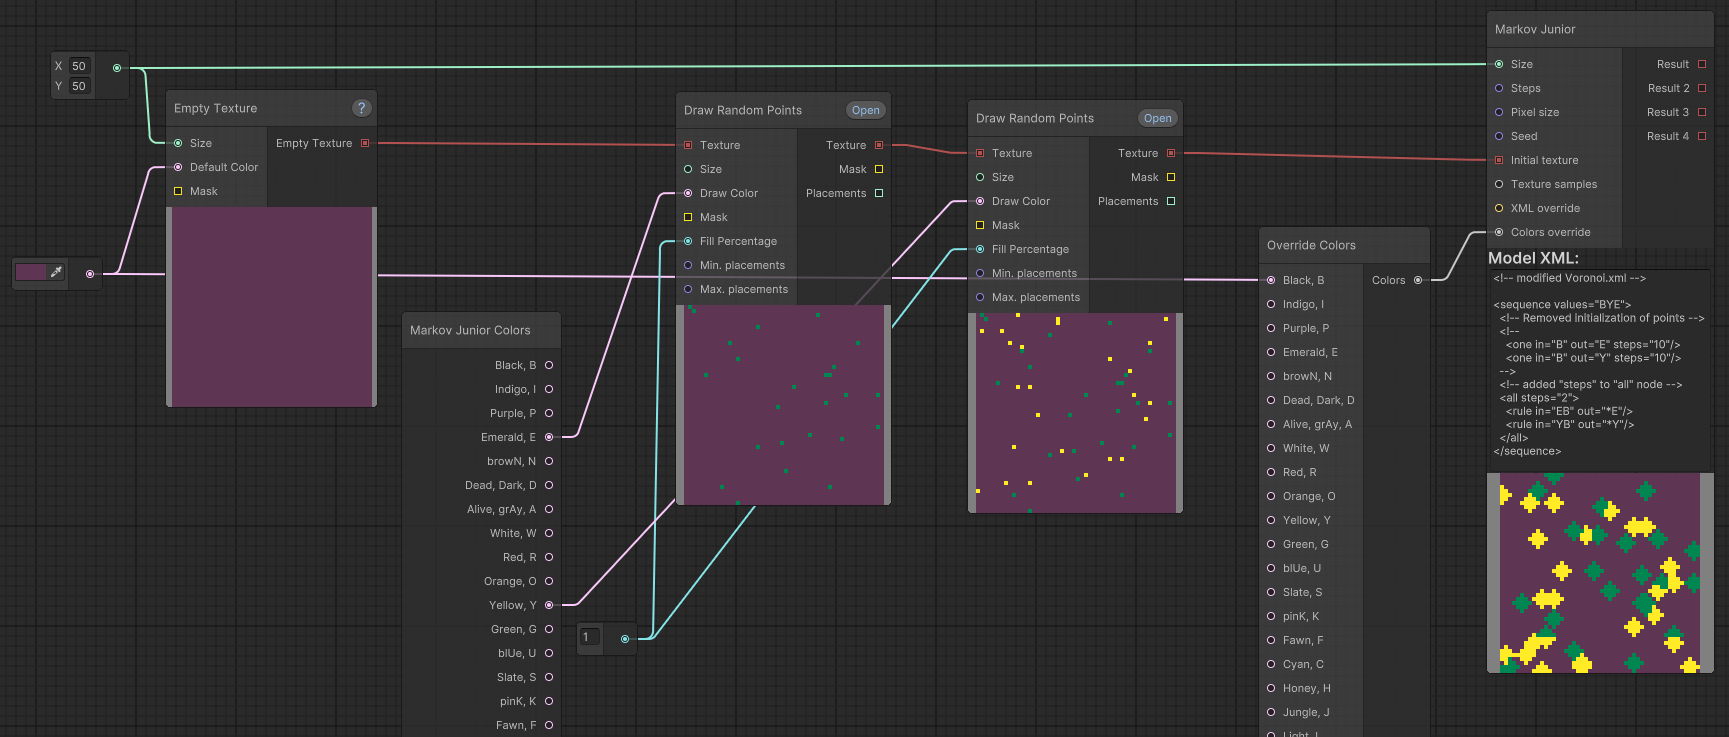 X 50
Y 50
Empty Texture ?
Size Empty Texture
Default Color
Mask
Markov Junior Colors
Black, B
Indigo, I
Purple, P
Emerald, E
browN, N
Dead, Dark, D
Alive, grAy, A
White, W
Red, R
Orange, O
Yellow, Y
Green, G
blUe, U
Slate, S
pinK, K
Fawn, F
1
Draw Random Points Open
Texture Texture
Size Mask
Draw Color Placements
Mask
Fill Percentage
Min. placements
Max. placements
Draw Random Points Open
Texture Texture
Size Mask
Draw Color Placements
Mask
Fill Percentage
Min. placements
Max. placements
Override Colors
Black, B Colors
Indigo, I
Purple, P
Emerald, E
browN, N
Dead, Dark, D
Alive, grAy, A
White, W
Red, R
Orange, O
Yellow, Y
Green, G
blUe, U
Slate, S
pinK, K
Fawn, F
Cyan, C
Honey, H
Jungle, J
Light, L
Markov Junior
Size Result
Steps Result 2
Pixel size Result 3
Seed Result 4
Initial texture
Texture samples
XML override
Colors override
Model XML:
<!-- modified Voronoi.xml -->
<sequence values="BYE">
<!-- Removed initialization of points -->
<!--
<one in="B" out="E" steps="10"/>
<one in="B" out="Y" steps="10"/>
-->
<!-- added "steps" to "all" node -->
<all steps="2">
<rule in="EB" out="*E"/>
<rule in="YB" out="*Y"/>
</all>
</sequence>